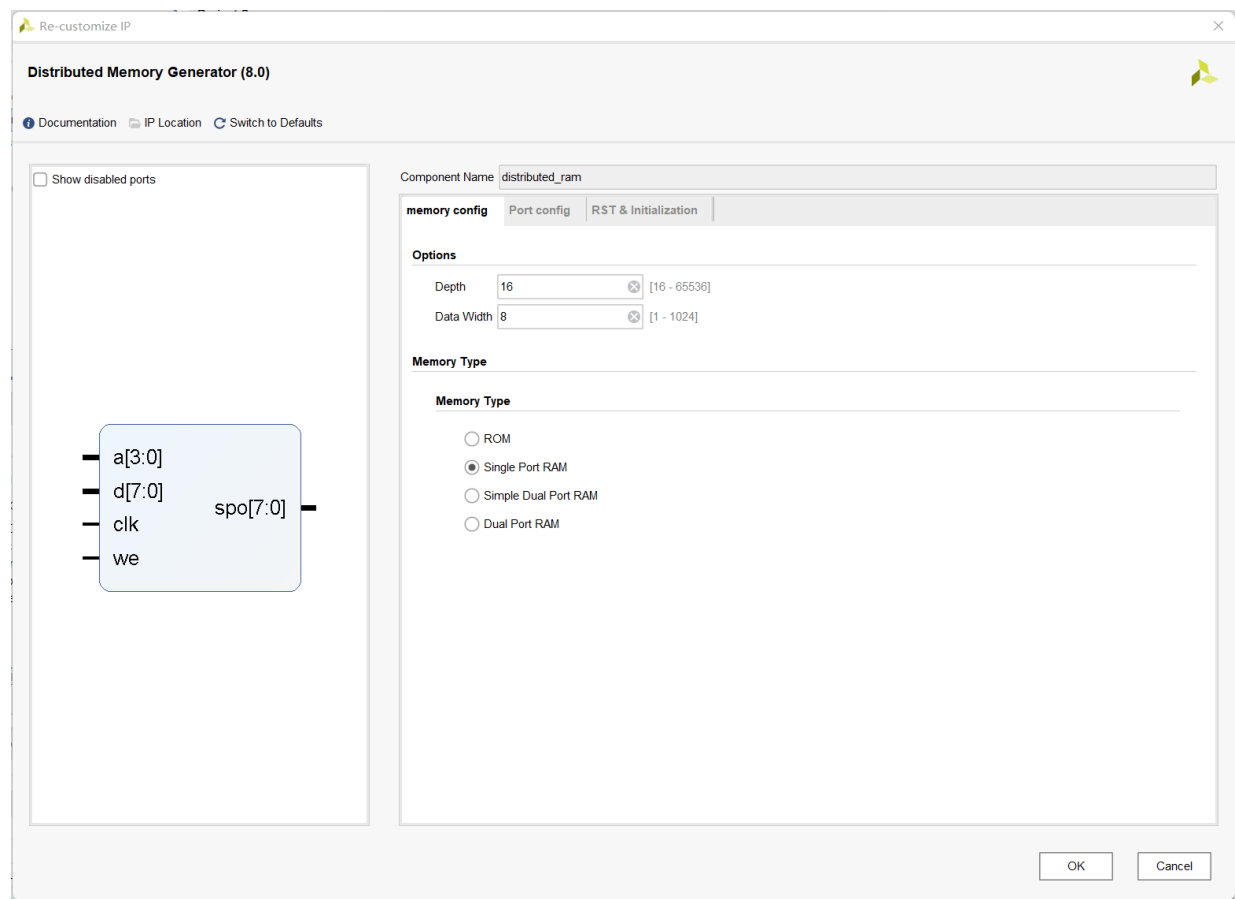 Re-customize IP
Distributed Memory Generator (8.0)
Documentation IP Location Switch to Defaults
Show disabled ports
a[3:0]
d[7:0]
clk
we
spo[7:0]
Component Name distributed_ram
memory config Port config RST & Initialization
Options
Depth 16 [16 - 65536]
Data Width 8 [1 - 1024]
Memory Type
Memory Type
ROM
Single Port RAM
Simple Dual Port RAM
Dual Port RAM
OK Cancel